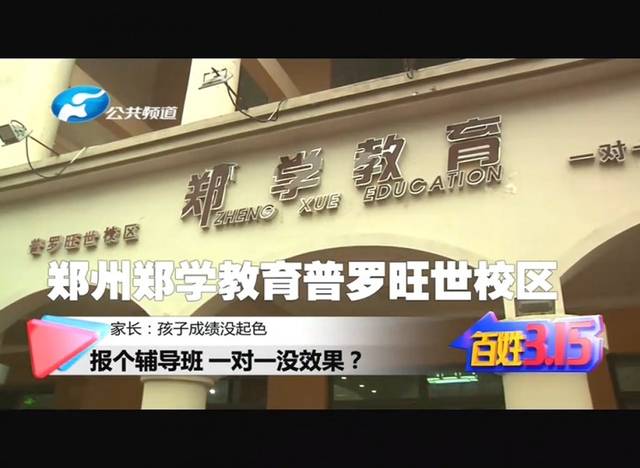 公共频道
郑学教育
ZHENG XUE EDUCATION
一对一
普罗旺世校区
郑州郑学教育普罗旺世校区
家长：孩子成绩没起色
报个辅导班 一对一没效果？
百姓3.15